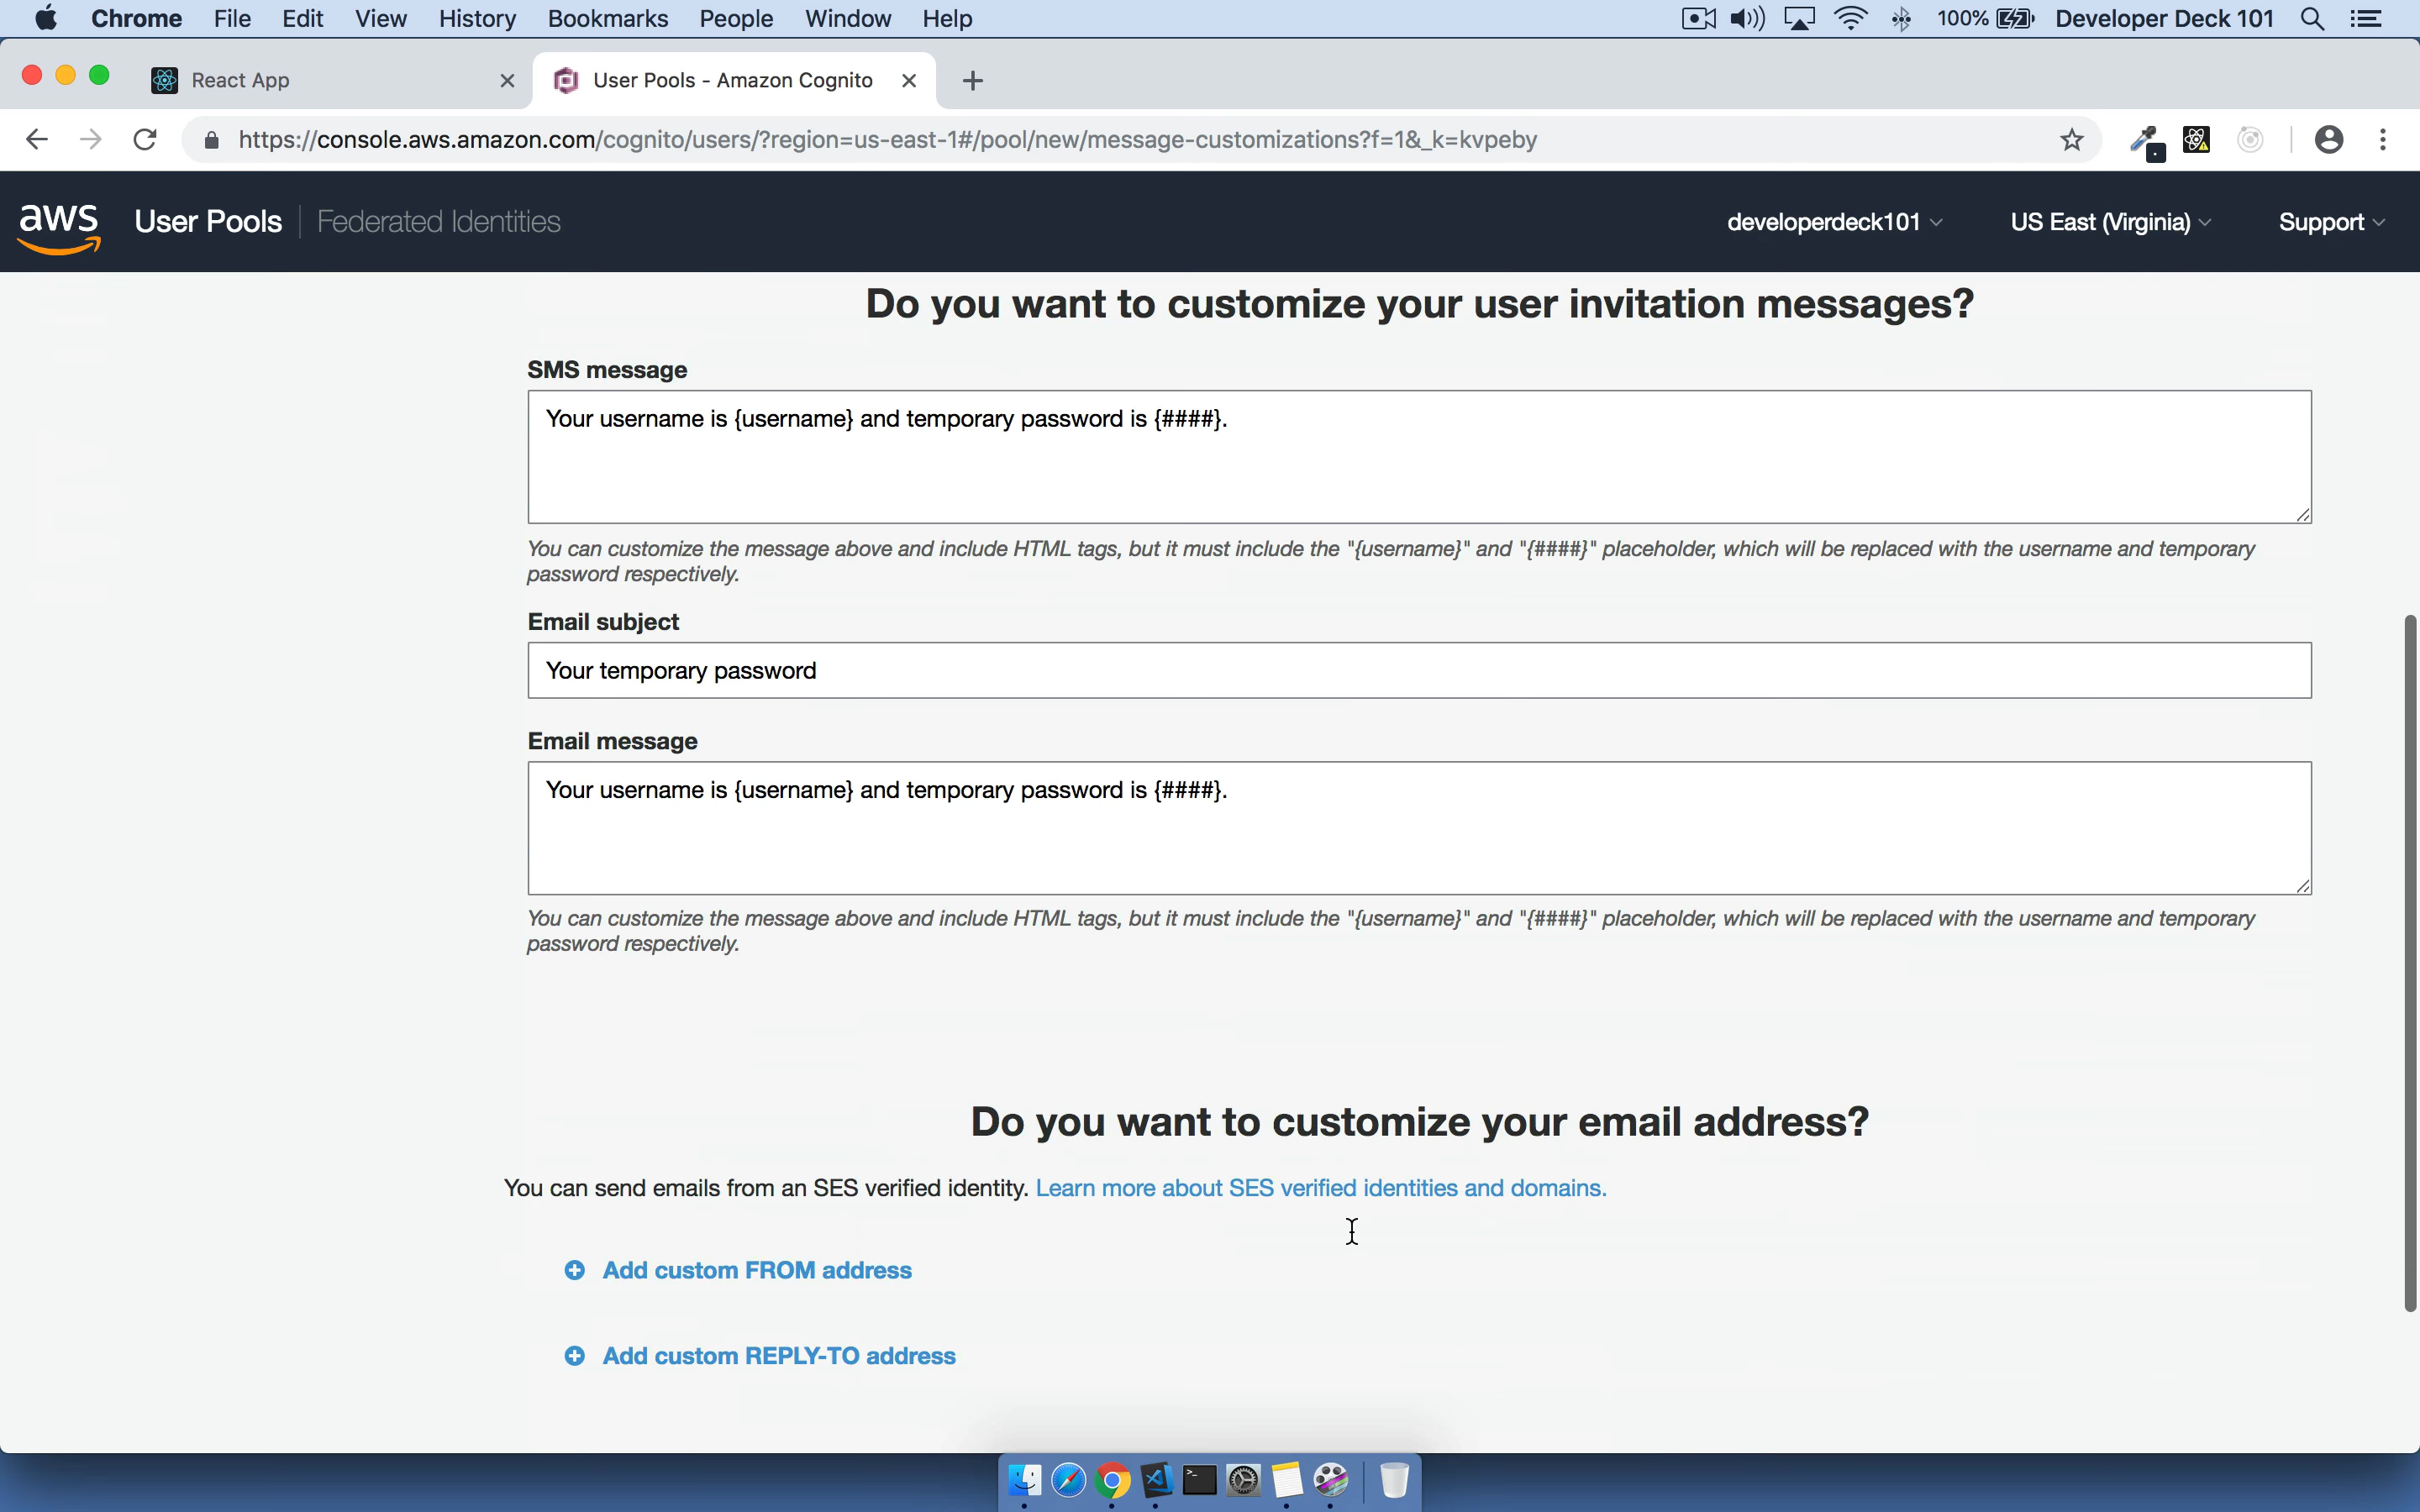 Chrome File Edit View History Bookmarks People Window Help 100% Developer Deck 101
React App
User Pools - Amazon Cognito
https://console.aws.amazon.com/cognito/users/?region=us-east-1#/pool/new/message-customizations?f=1&_k=kvpeby
aws User Pools Federated Identities developerdeck101 US East (Virginia) Support
Do you want to customize your user invitation messages?
SMS message
Your username is {username} and temporary password is {####}.
You can customize the message above and include HTML tags, but it must include the "{username}" and "{####}" placeholder, which will be replaced with the username and temporary
password respectively.
Email subject
Your temporary password
Email message
Your username is {username} and temporary password is {####}.
You can customize the message above and include HTML tags, but it must include the "{username}" and "{####}" placeholder, which will be replaced with the username and temporary
password respectively.
Do you want to customize your email address?
You can send emails from an SES verified identity. Learn more about SES verified identities and domains.
Add custom FROM address
Add custom REPLY-TO address